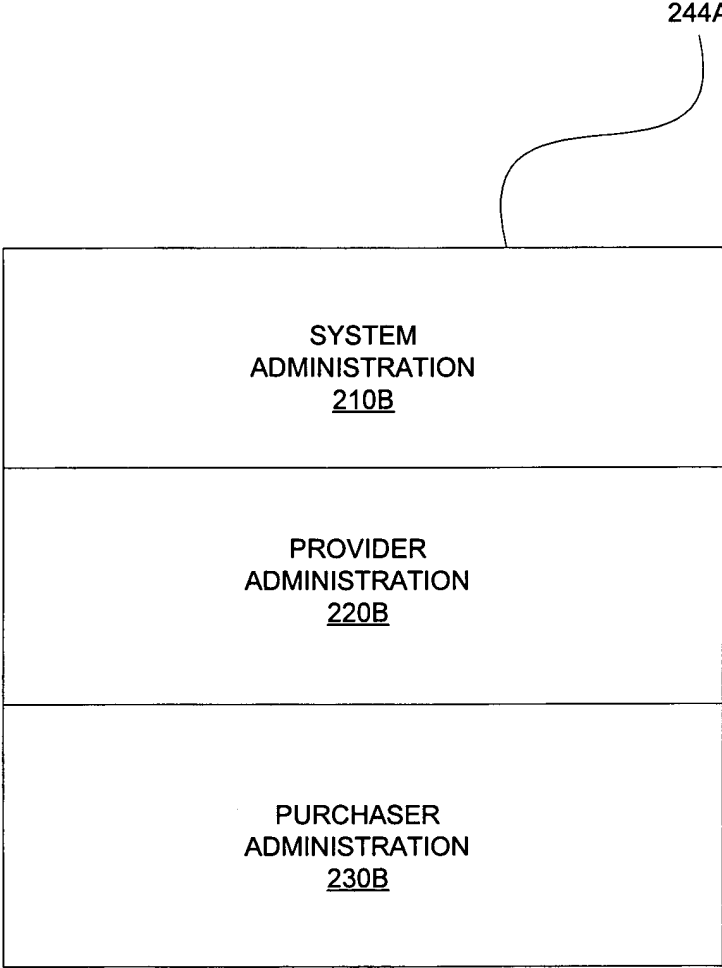 244A
SYSTEM
ADMINISTRATION
210B
PROVIDER
ADMINISTRATION
220B
PURCHASER
ADMINISTRATION
230B